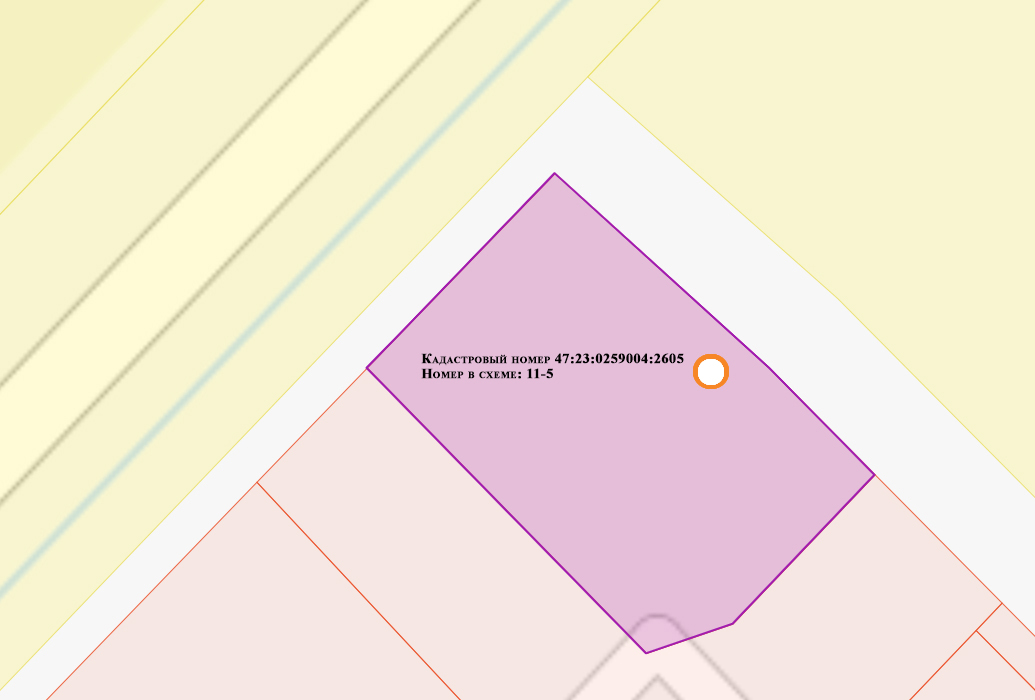 Кадастровый номер 47:23:0259004:2605
Номер в схеме: 11-5